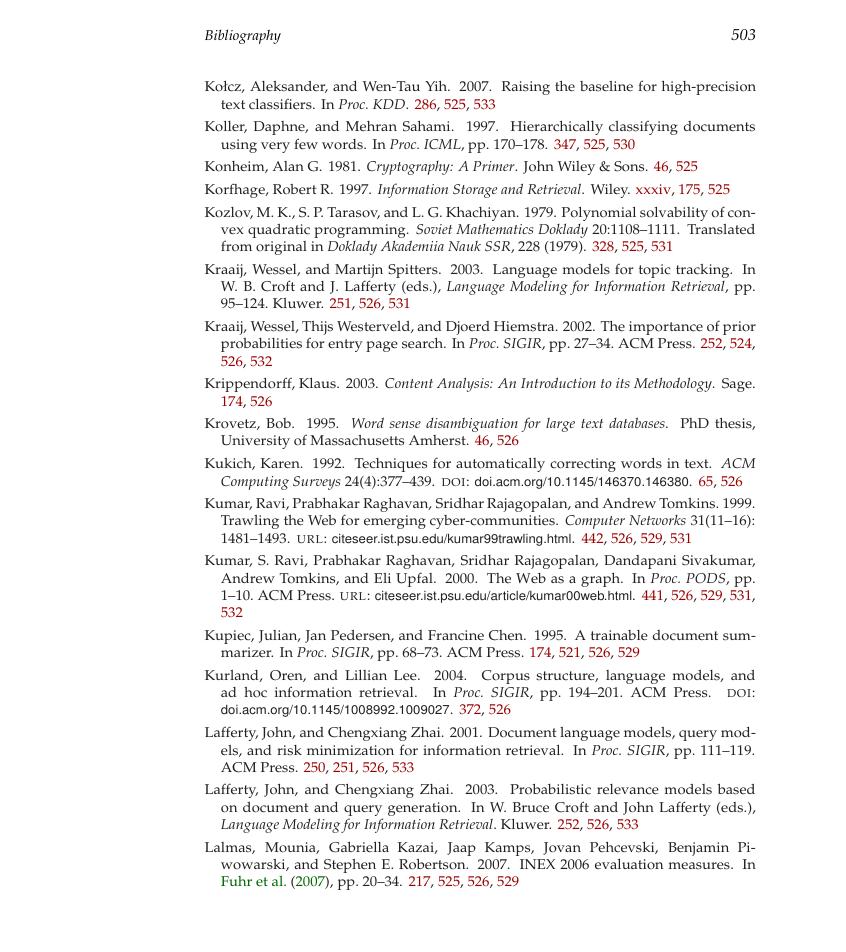 Bibliography 503
Kołcz, Aleksander, and Wen-Tau Yih. 2007. Raising the baseline for high-precision
text classifiers. In Proc. KDD. 286, 525, 533
Koller, Daphne, and Mehran Sahami. 1997. Hierarchically classifying documents
using very few words. In Proc. ICML, pp. 170–178. 347, 525, 530
Konheim, Alan G. 1981. Cryptography: A Primer. John Wiley & Sons. 46, 525
Korfhage, Robert R. 1997. Information Storage and Retrieval. Wiley. xxxiv, 175, 525
Kozlov, M. K., S. P. Tarasov, and L. G. Khachiyan. 1979. Polynomial solvability of con-
vex quadratic programming. Soviet Mathematics Doklady 20:1108–1111. Translated
from original in Doklady Akademiia Nauk SSR, 228 (1979). 328, 525, 531
Kraaij, Wessel, and Martijn Spitters. 2003. Language models for topic tracking. In
W. B. Croft and J. Lafferty (eds.), Language Modeling for Information Retrieval, pp.
95–124. Kluwer. 251, 526, 531
Kraaij, Wessel, Thijs Westerveld, and Djoerd Hiemstra. 2002. The importance of prior
probabilities for entry page search. In Proc. SIGIR, pp. 27–34. ACM Press. 252, 524,
526, 532
Krippendorff, Klaus. 2003. Content Analysis: An Introduction to its Methodology. Sage.
174, 526
Krovetz, Bob. 1995. Word sense disambiguation for large text databases. PhD thesis,
University of Massachusetts Amherst. 46, 526
Kukich, Karen. 1992. Techniques for automatically correcting words in text. ACM
Computing Surveys 24(4):377–439. DOI: doi.acm.org/10.1145/146370.146380. 65, 526
Kumar, Ravi, Prabhakar Raghavan, Sridhar Rajagopalan, and Andrew Tomkins. 1999.
Trawling the Web for emerging cyber-communities. Computer Networks 31(11–16):
1481–1493. URL: citeseer.ist.psu.edu/kumar99trawling.html. 442, 526, 529, 531
Kumar, S. Ravi, Prabhakar Raghavan, Sridhar Rajagopalan, Dandapani Sivakumar,
Andrew Tomkins, and Eli Upfal. 2000. The Web as a graph. In Proc. PODS, pp.
1–10. ACM Press. URL: citeseer.ist.psu.edu/article/kumar00web.html. 441, 526, 529, 531,
532
Kupiec, Julian, Jan Pedersen, and Francine Chen. 1995. A trainable document sum-
marizer. In Proc. SIGIR, pp. 68–73. ACM Press. 174, 521, 526, 529
Kurland, Oren, and Lillian Lee. 2004. Corpus structure, language models, and
ad hoc information retrieval. In Proc. SIGIR, pp. 194–201. ACM Press. DOI:
doi.acm.org/10.1145/1008992.1009027. 372, 526
Lafferty, John, and Chengxiang Zhai. 2001. Document language models, query mod-
els, and risk minimization for information retrieval. In Proc. SIGIR, pp. 111–119.
ACM Press. 250, 251, 526, 533
Lafferty, John, and Chengxiang Zhai. 2003. Probabilistic relevance models based
on document and query generation. In W. Bruce Croft and John Lafferty (eds.),
Language Modeling for Information Retrieval. Kluwer. 252, 526, 533
Lalmas, Mounia, Gabriella Kazai, Jaap Kamps, Jovan Pehcevski, Benjamin Pi-
wowarski, and Stephen E. Robertson. 2007. INEX 2006 evaluation measures. In
Fuhr et al. (2007), pp. 20–34. 217, 525, 526, 529